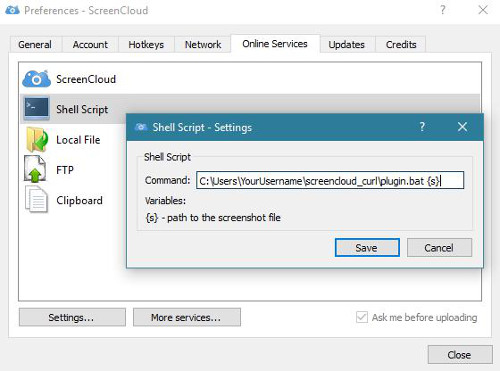 Preferences - ScreenCloud
General Account Hotkeys Network Online Services Updates Credits
ScreenCloud
Shell Script
Local File
FTP
Clipboard
Shell Script - Settings
Shell Script
Command: C:\Users\YourUsername\screencloud_curl\plugin.bat {s}
Variables:
{s} - path to the screenshot file
Save Cancel
Settings... More services... Ask me before uploading
Close